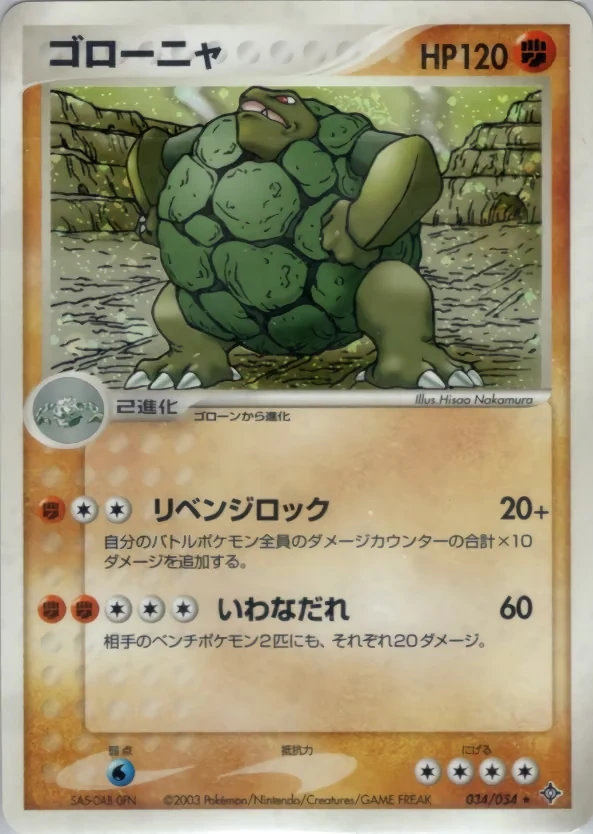 ゴローニャ
HP120
Illus. Hisao Nakamura
2進化
ゴローンから進化
リベンジロック 20+
自分のバトルポケモン全員のダメージカウンターの合計×10
ダメージを追加する。
いわなだれ 60
相手のベンチポケモン2匹にも、それぞれ20ダメージ。
弱点 抵抗力 にげる
©2003 Pokémon/Nintendo/Creatures/GAME FREAK
034/054 ★